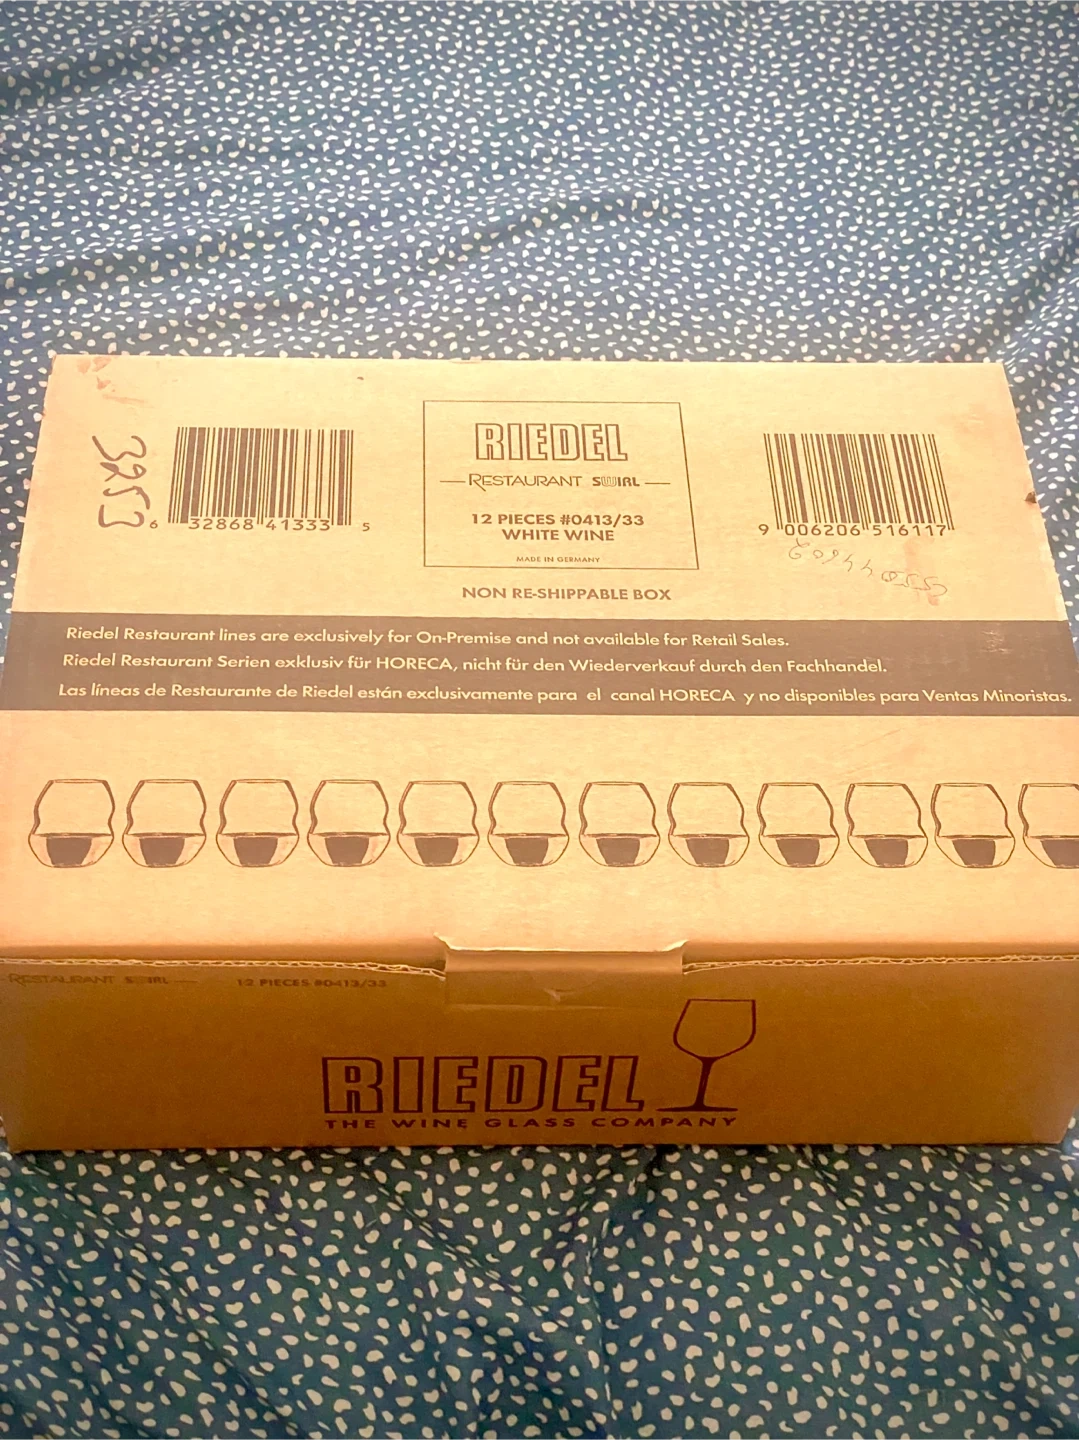 3253
6 32868 41333 5
RIEDEL
RESTAURANT SWIRL
12 PIECES #0413/33
WHITE WINE
MADE IN GERMANY
9 006206 516117
NON RE-SHIPPABLE BOX
Riedel Restaurant lines are exclusively for On-Premise and not available for Retail Sales.
Riedel Restaurant Serien exklusiv für HORECA, nicht für den Wiederverkauf durch den Fachhandel.
Las líneas de Restaurante de Riedel están exclusivamente para el canal HORECA y no disponibles para Ventas Minoristas.
RESTAURANT SWIRL 12 PIECES #0413/33
RIEDEL
THE WINE GLASS COMPANY